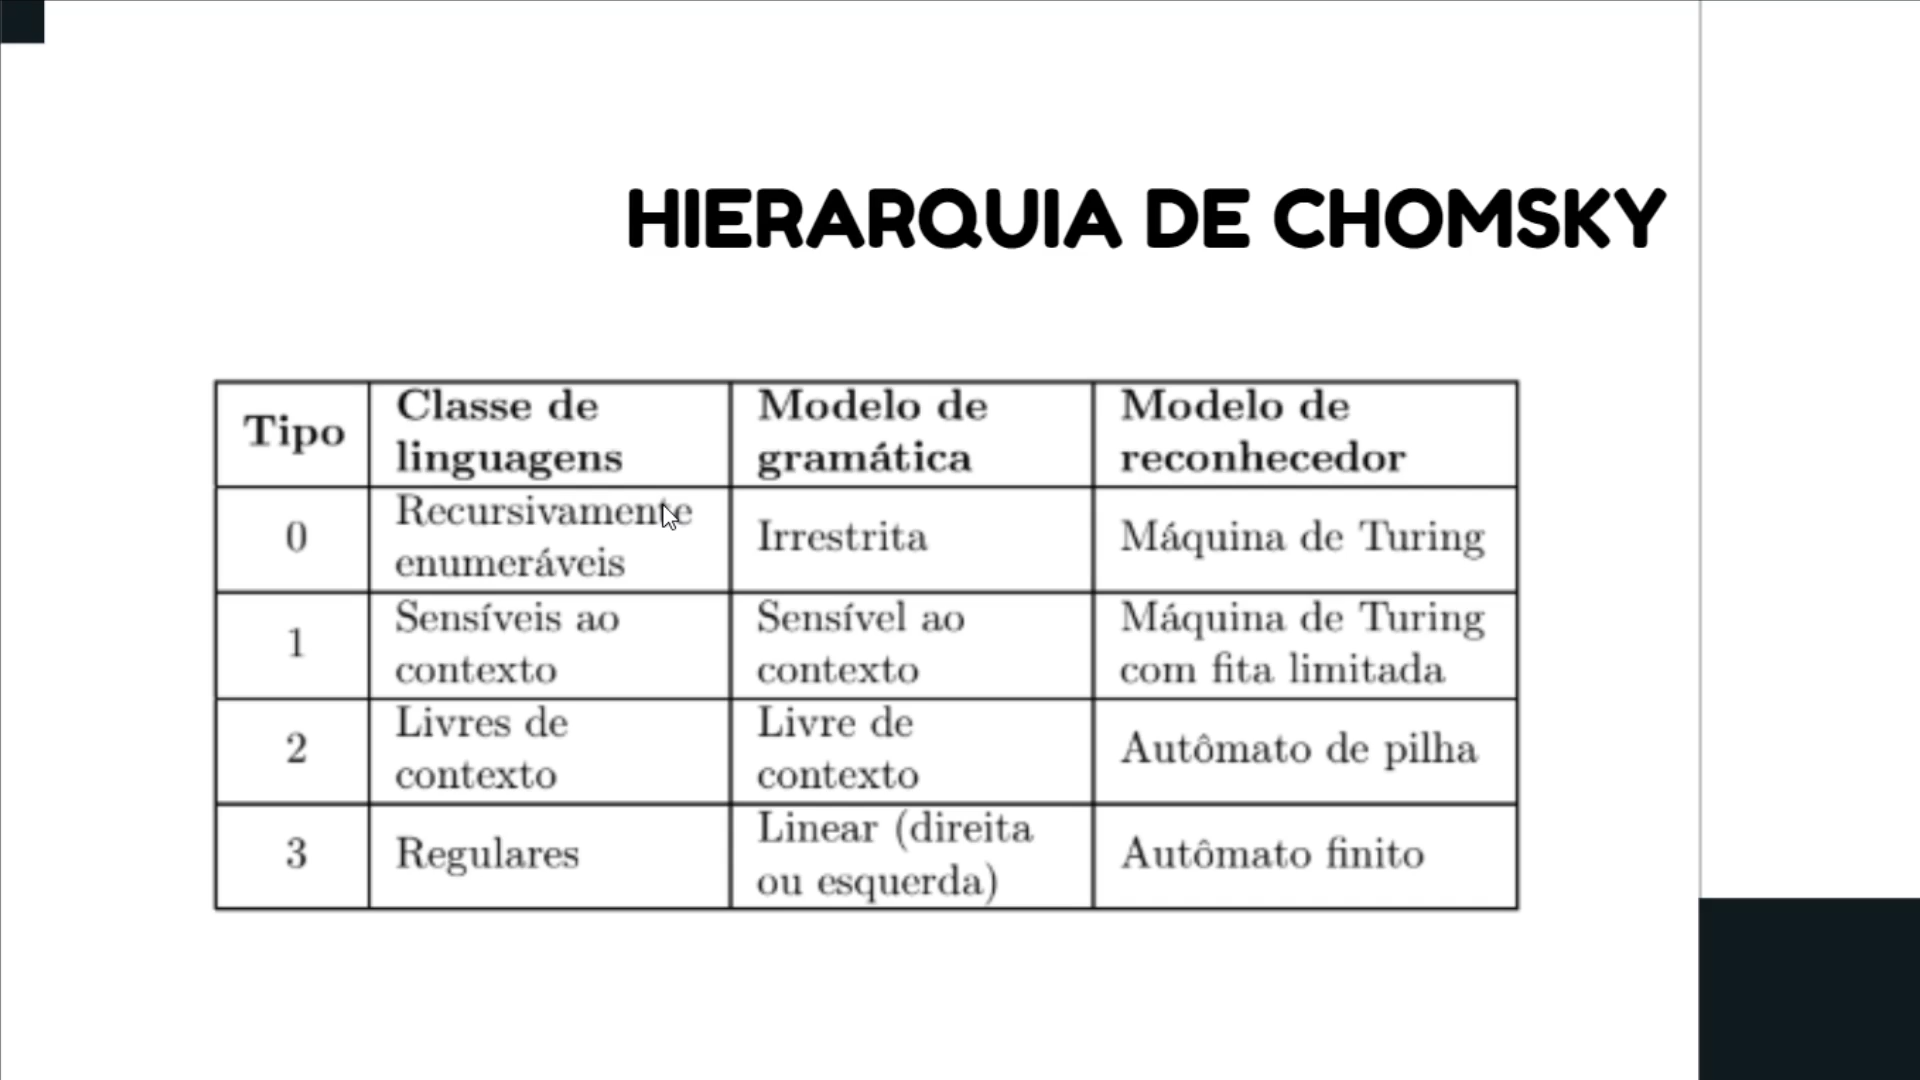 HIERARQUIA DE CHOMSKY
Tipo
Classe de
linguagens
Modelo de
gramática
Modelo de
reconhecedor
0
Recursivamente
enumeráveis
Irrestrita
Máquina de Turing
1
Sensíveis ao
contexto
Sensível ao
contexto
Máquina de Turing
com fita limitada
2
Livres de
contexto
Livre de
contexto
Autômato de pilha
3
Regulares
Linear (direita
ou esquerda)
Autômato finito